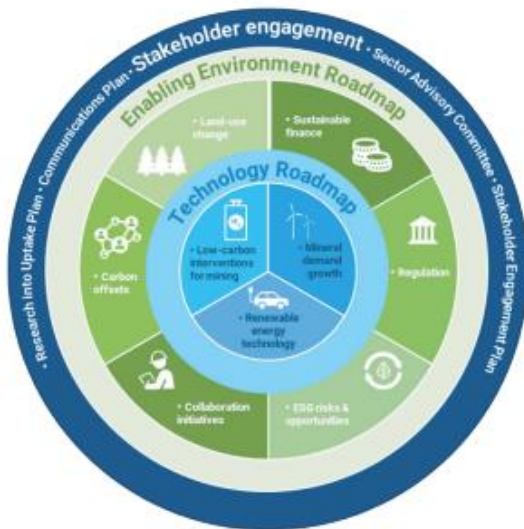 • Research into Uptake Plan • Communications Plan • Stakeholder engagement • Sector Advisory Committee • Stakeholder Engagement Plan
Enabling Environment Roadmap
• Land-use
change
• Sustainable
finance
Technology Roadmap
• Low-carbon
interventions
for mining
• Mineral
demand
growth
• Renewable
energy
technology
• Carbon
offsets
• Regulation
• Collaboration
initiatives
• ESG risks &
opportunities